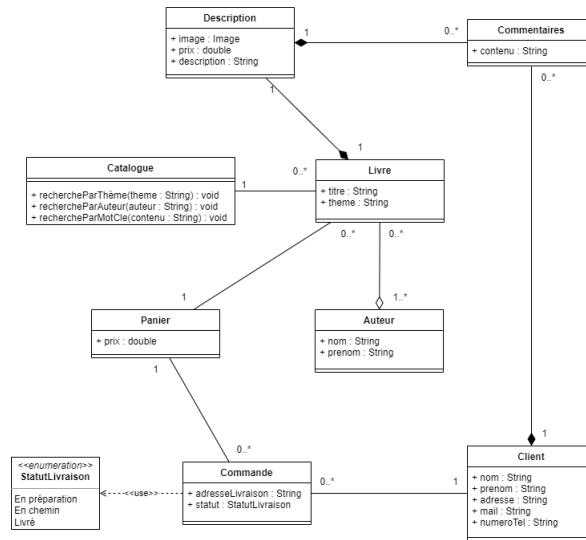 Description
+ image : Image
+ prix : double
+ description : String
1
0..*
Commentaires
+ contenu : String
0..*
1
1
Catalogue
+ rechercheParThème(theme : String) : void
+ rechercheParAuteur(auteur : String) : void
+ rechercheParMotCle(contenu : String) : void
1
0..*
Livre
+ titre : String
+ theme : String
0..*
0..*
1
1..*
Panier
+ prix : double
1
Auteur
+ nom : String
+ prenom : String
0..*
1
<<enumeration>>
StatutLivraison
En préparation
En chemin
Livré
<<use>>
Commande
+ adresseLivraison : String
+ statut : StatutLivraison
0..*
1
Client
+ nom : String
+ prenom : String
+ adresse : String
+ mail : String
+ numeroTel : String